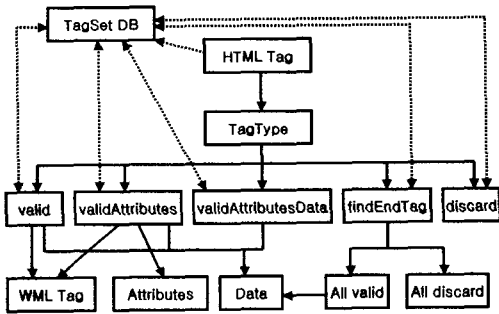 TagSet DB
HTML Tag
TagType
valid
validAttributes
validAttributesData
findEndTag
discard
WML Tag
Attributes
Data
All valid
All discard